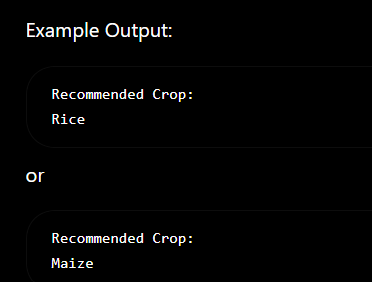 Example Output:
Recommended Crop:
Rice
or
Recommended Crop:
Maize